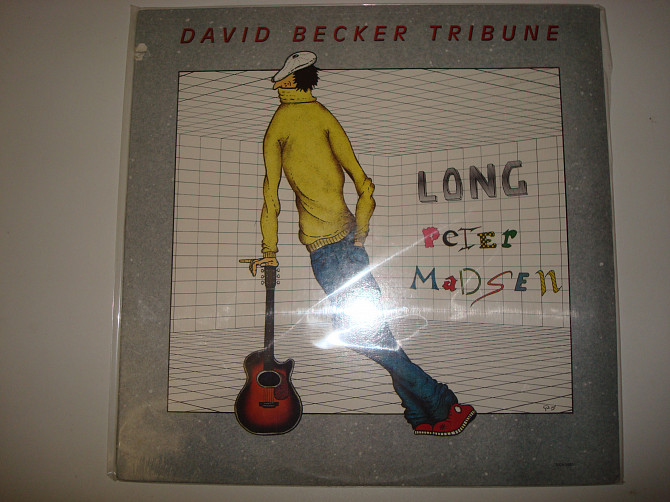 DAVID BECKER TRIBUNE
LONG
PETER
MaDSEN